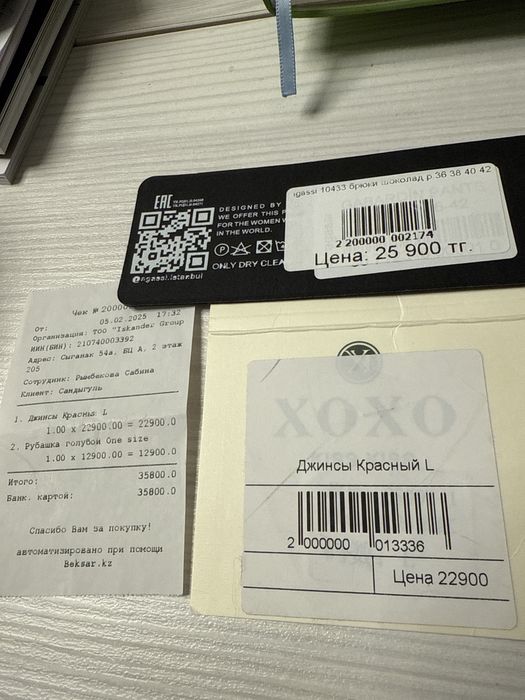 EAC
DESIGNED BY
WE OFFER THIS
FOR THE WOMEN
IN THE WORLD.
ONLY DRY CLEA
@igassi.istanbul
igassi 10433 брюки шоколад р 36 38 40 42
2 200000 002174
Цена: 25 900 тг.
Чек № 20000
От: 05.02.2025 17:32
Организация: ТОО "Iskander Group
ИИН(БИН): 210740003392
Адрес: Сыганак 54а, БЦ А, 2 этаж
205
Сотрудник: Рымбекова Сабина
Клиент: Сандыгуль
1. Джинсы Красны L
1.00 x 22900.00 = 22900.0
2. Рубашка голубой One size
1.00 x 12900.00 = 12900.0
Итого: 35800.0
Банк. картой: 35800.0
Спасибо Вам за покупку!
автоматизировано при помощи
Beksar.kz
XOXO
Джинсы Красный L
2 000000 013336
Цена 22900